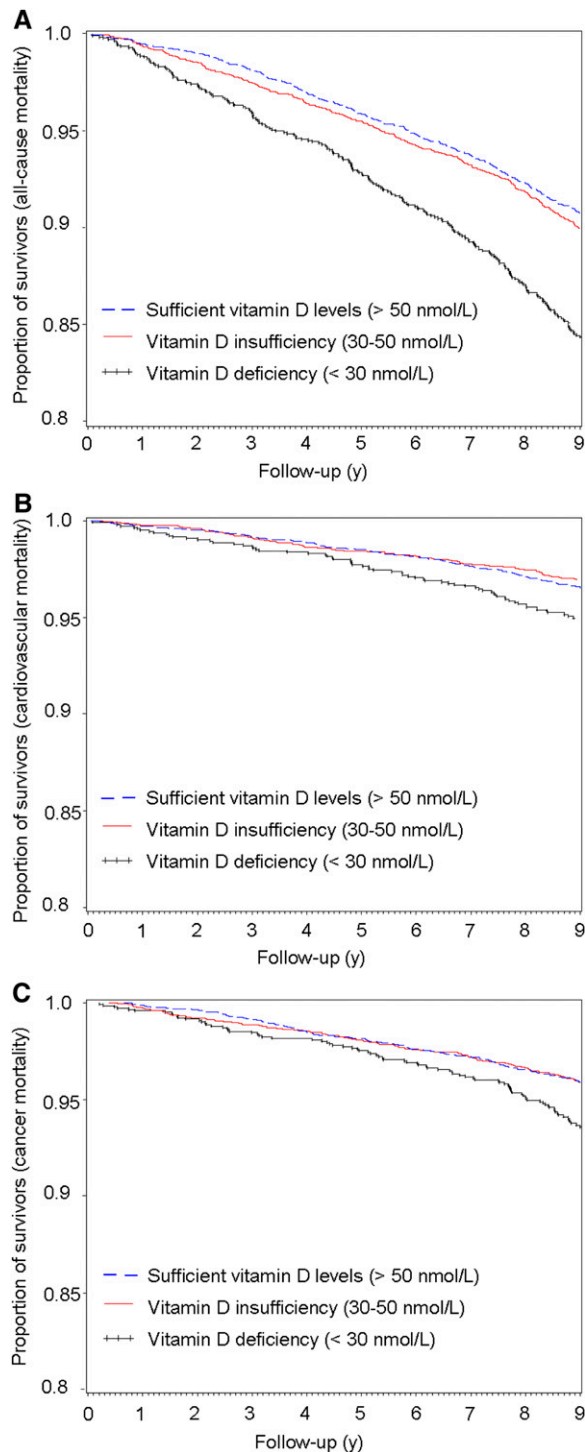 A
Proportion of survivors (all-cause mortality)
1.0
0.95
0.9
0.85
0.8
Sufficient vitamin D levels (> 50 nmol/L)
Vitamin D insufficiency (30-50 nmol/L)
Vitamin D deficiency (< 30 nmol/L)
0 1 2 3 4 5 6 7 8 9
Follow-up (y)
B
Proportion of survivors (cardiovascular mortality)
1.0
0.95
0.9
0.85
0.8
Sufficient vitamin D levels (> 50 nmol/L)
Vitamin D insufficiency (30-50 nmol/L)
Vitamin D deficiency (< 30 nmol/L)
0 1 2 3 4 5 6 7 8 9
Follow-up (y)
C
Proportion of survivors (cancer mortality)
1.0
0.95
0.9
0.85
0.8
Sufficient vitamin D levels (> 50 nmol/L)
Vitamin D insufficiency (30-50 nmol/L)
Vitamin D deficiency (< 30 nmol/L)
0 1 2 3 4 5 6 7 8 9
Follow-up (y)